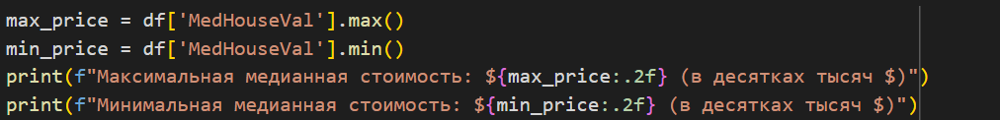 max_price = df['MedHouseVal'].max()
min_price = df['MedHouseVal'].min()
print(f"Максимальная медианная стоимость: ${max_price:.2f} (в десятках тысяч $)")
print(f"Минимальная медианная стоимость: ${min_price:.2f} (в десятках тысяч $)")